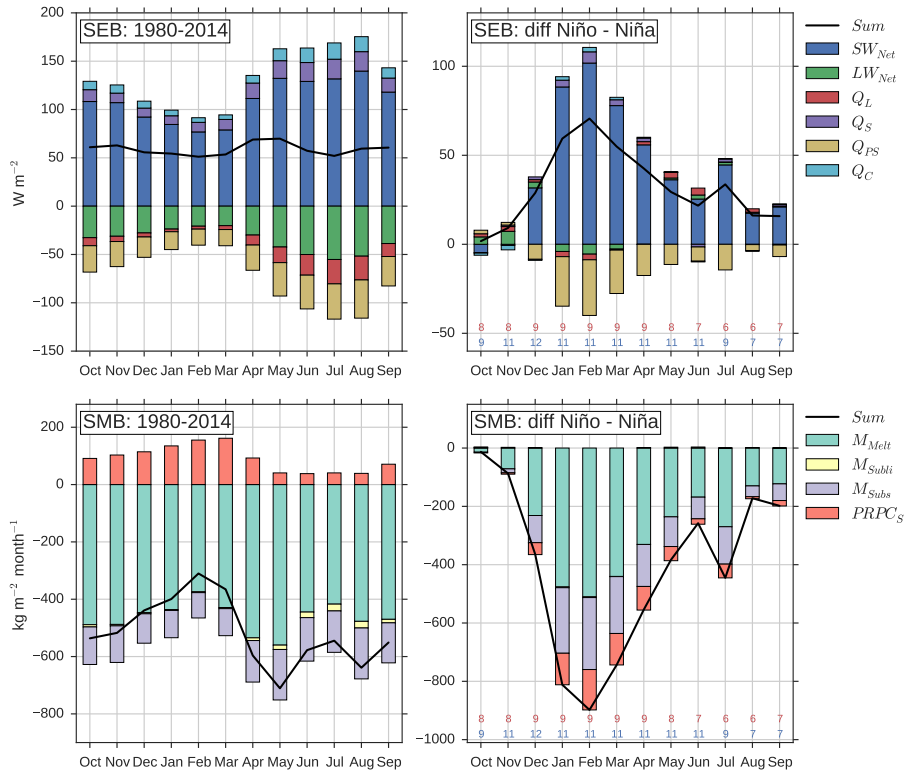 SEB: 1980-2014
200
150
100
50
0
−50
−100
−150
W m−2
Oct Nov Dec Jan Feb Mar Apr May Jun Jul Aug Sep
SEB: diff Niño - Niña
100
50
0
−50
8 8 9 9 9 9 9 8 7 6 6 7
9 11 12 11 11 11 11 11 11 9 7 7
Oct Nov Dec Jan Feb Mar Apr May Jun Jul Aug Sep
Sum
SW_Net
LW_Net
Q_L
Q_S
Q_PS
Q_C
SMB: 1980-2014
200
0
−200
−400
−600
−800
kg m−2 month−1
Oct Nov Dec Jan Feb Mar Apr May Jun Jul Aug Sep
SMB: diff Niño - Niña
0
−200
−400
−600
−800
−1000
8 8 9 9 9 9 9 8 7 6 6 7
9 11 12 11 11 11 11 11 11 9 7 7
Oct Nov Dec Jan Feb Mar Apr May Jun Jul Aug Sep
Sum
M_Melt
M_Subli
M_Subs
PRPC_S